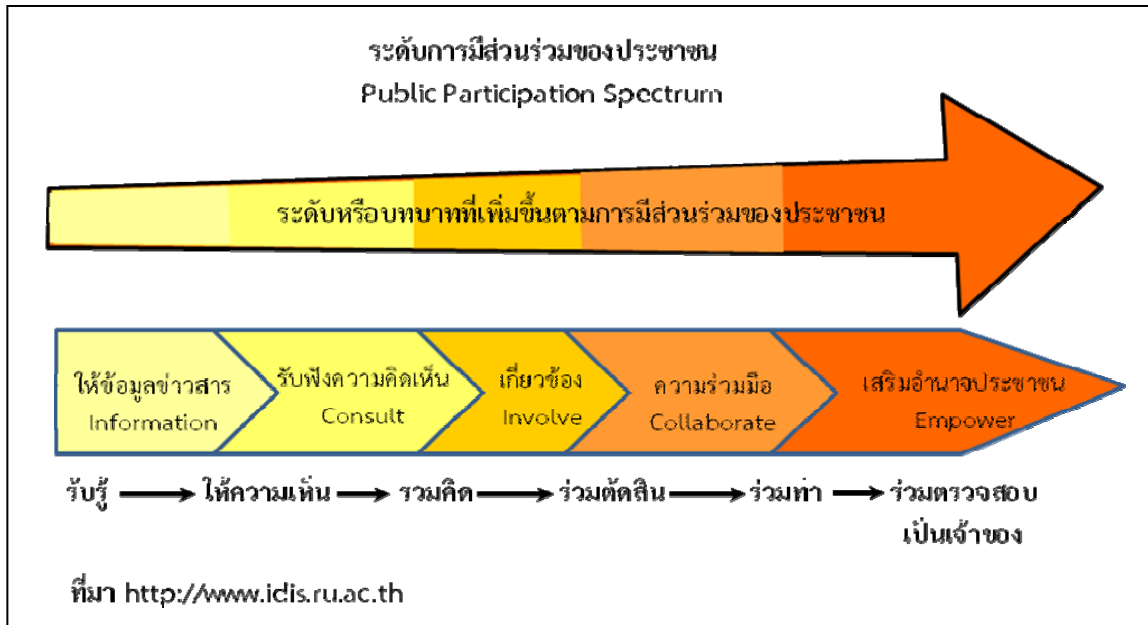 ระดับการมีส่วนร่วมของประชาชน
Public Participation Spectrum
ระดับหรือบทบาทที่เพิ่มขึ้นตามการมีส่วนร่วมของประชาชน
ให้ข้อมูลข่าวสาร
Information
รับฟังความคิดเห็น
Consult
เกี่ยวข้อง
Involve
ความร่วมมือ
Collaborate
เสริมอำนาจประชาชน
Empower
รับรู้ → ให้ความเห็น → รวมคิด → ร่วมตัดสิน → ร่วมทำ → ร่วมตรวจสอบ
เป็นเจ้าของ
ที่มา http://www.idis.ru.ac.th